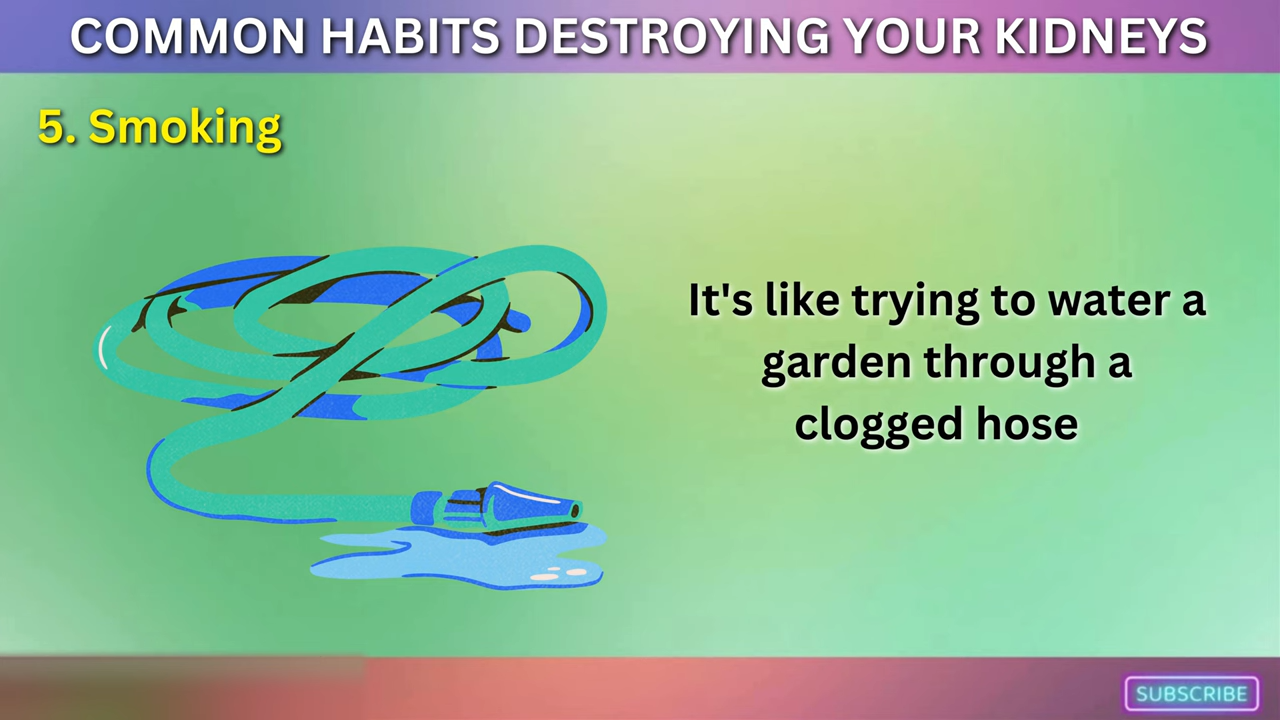 COMMON HABITS DESTROYING YOUR KIDNEYS
5. Smoking
It's like trying to water a
garden through a
clogged hose
SUBSCRIBE